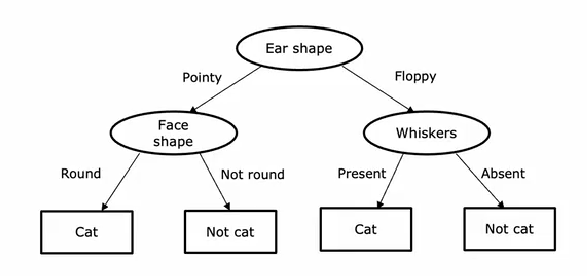 Ear shape
Pointy
Floppy
Face
shape
Whiskers
Round
Not round
Present
Absent
Cat
Not cat
Cat
Not cat